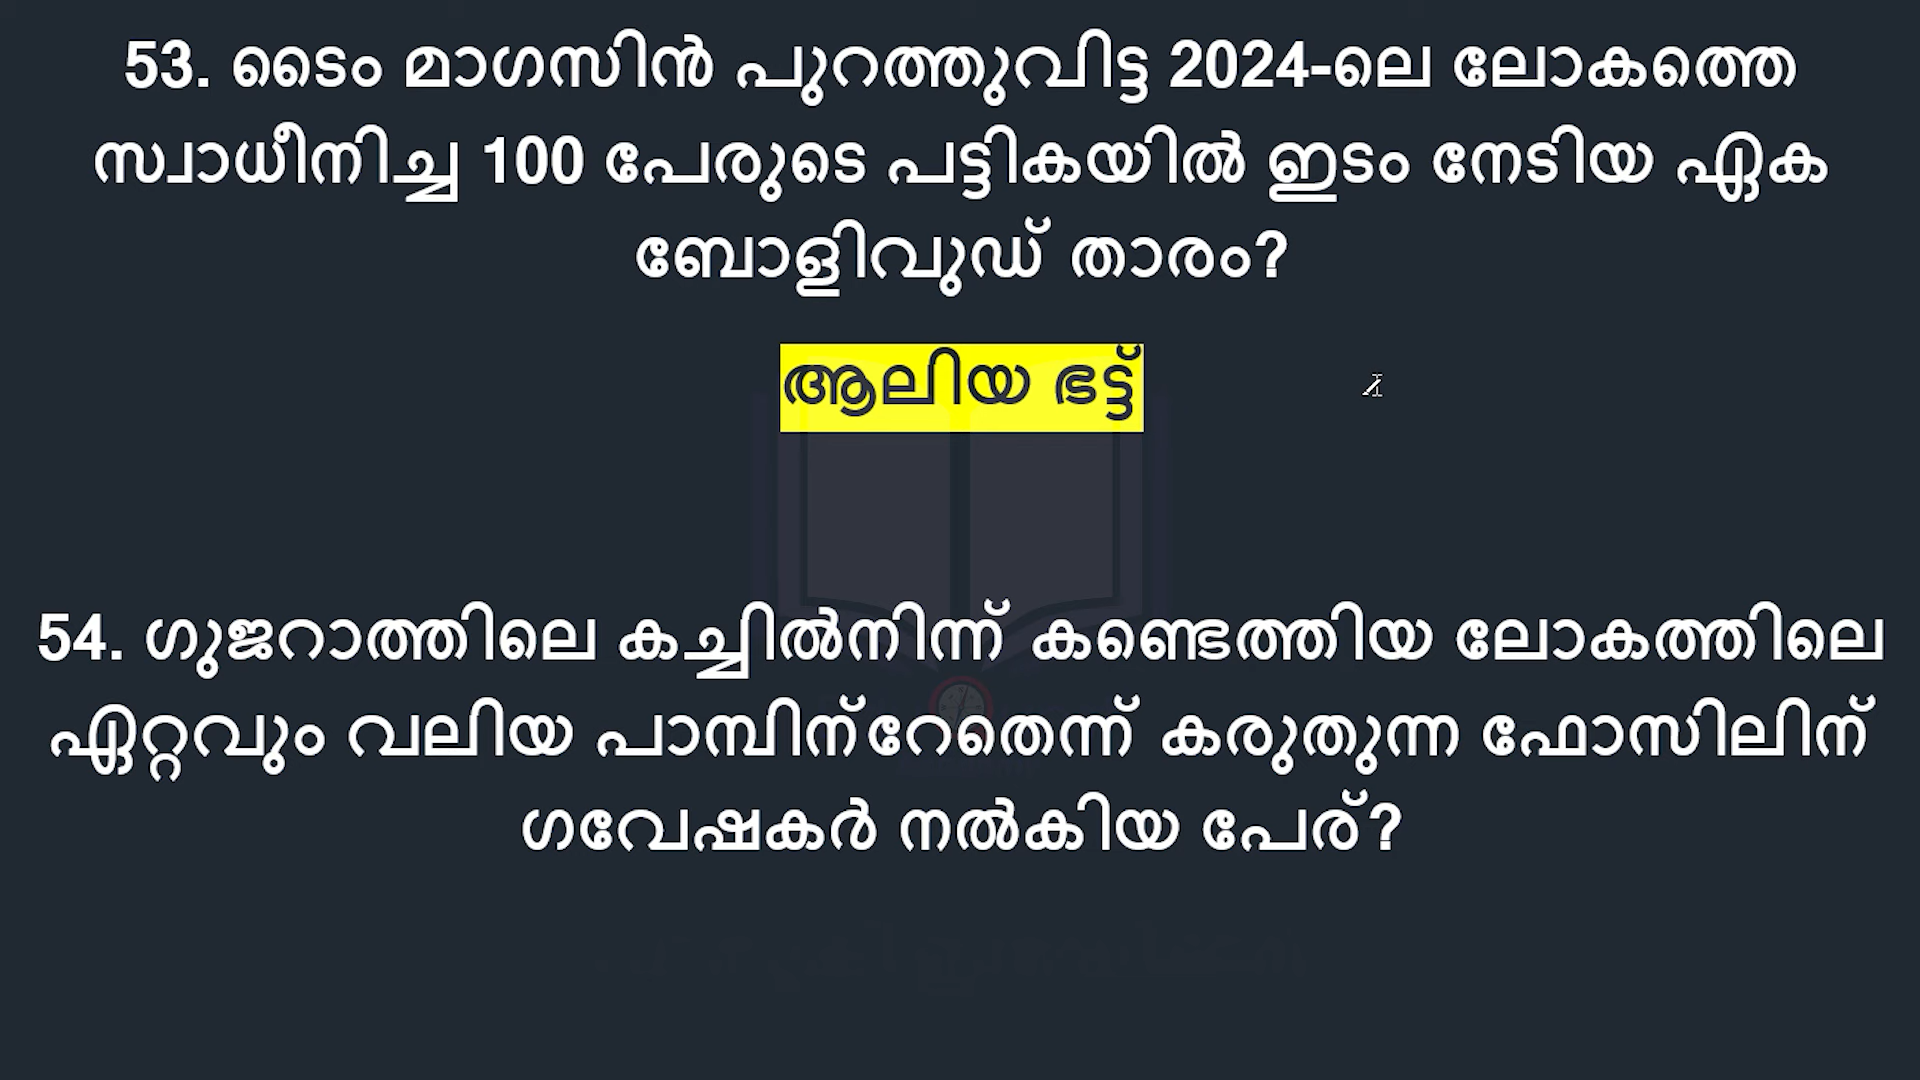 53. ടൈം മാഗസിൻ പുറത്തുവിട്ട 2024-ലെ ലോകത്തെ
സ്വാധീനിച്ച 100 പേരുടെ പട്ടികയിൽ ഇടം നേടിയ ഏക
ബോളിവുഡ് താരം?
ആലിയ ഭട്ട്
54. ഗുജറാത്തിലെ കച്ചിൽനിന്ന് കണ്ടെത്തിയ ലോകത്തിലെ
ഏറ്റവും വലിയ പാമ്പിന്റേതെന്ന് കരുതുന്ന ഫോസിലിന്
ഗവേഷകർ നൽകിയ പേര്?